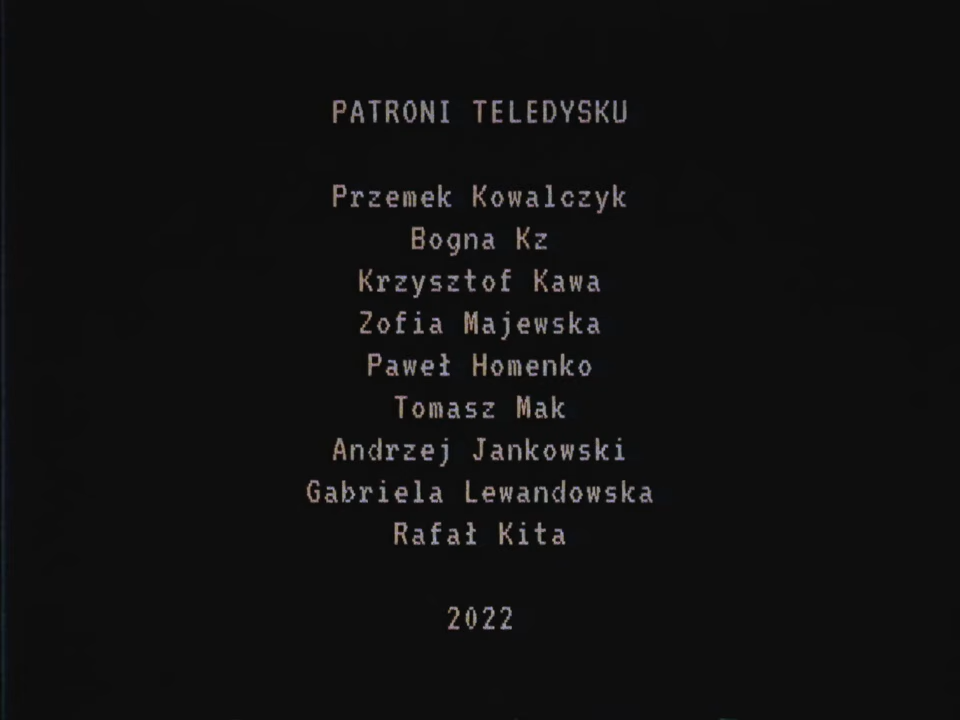 PATRONI TELEDYSKU
Przemek Kowalczyk
Bogna Kz
Krzysztof Kawa
Zofia Majewska
Paweł Homenko
Tomasz Mak
Andrzej Jankowski
Gabriela Lewandowska
Rafał Kita
2022